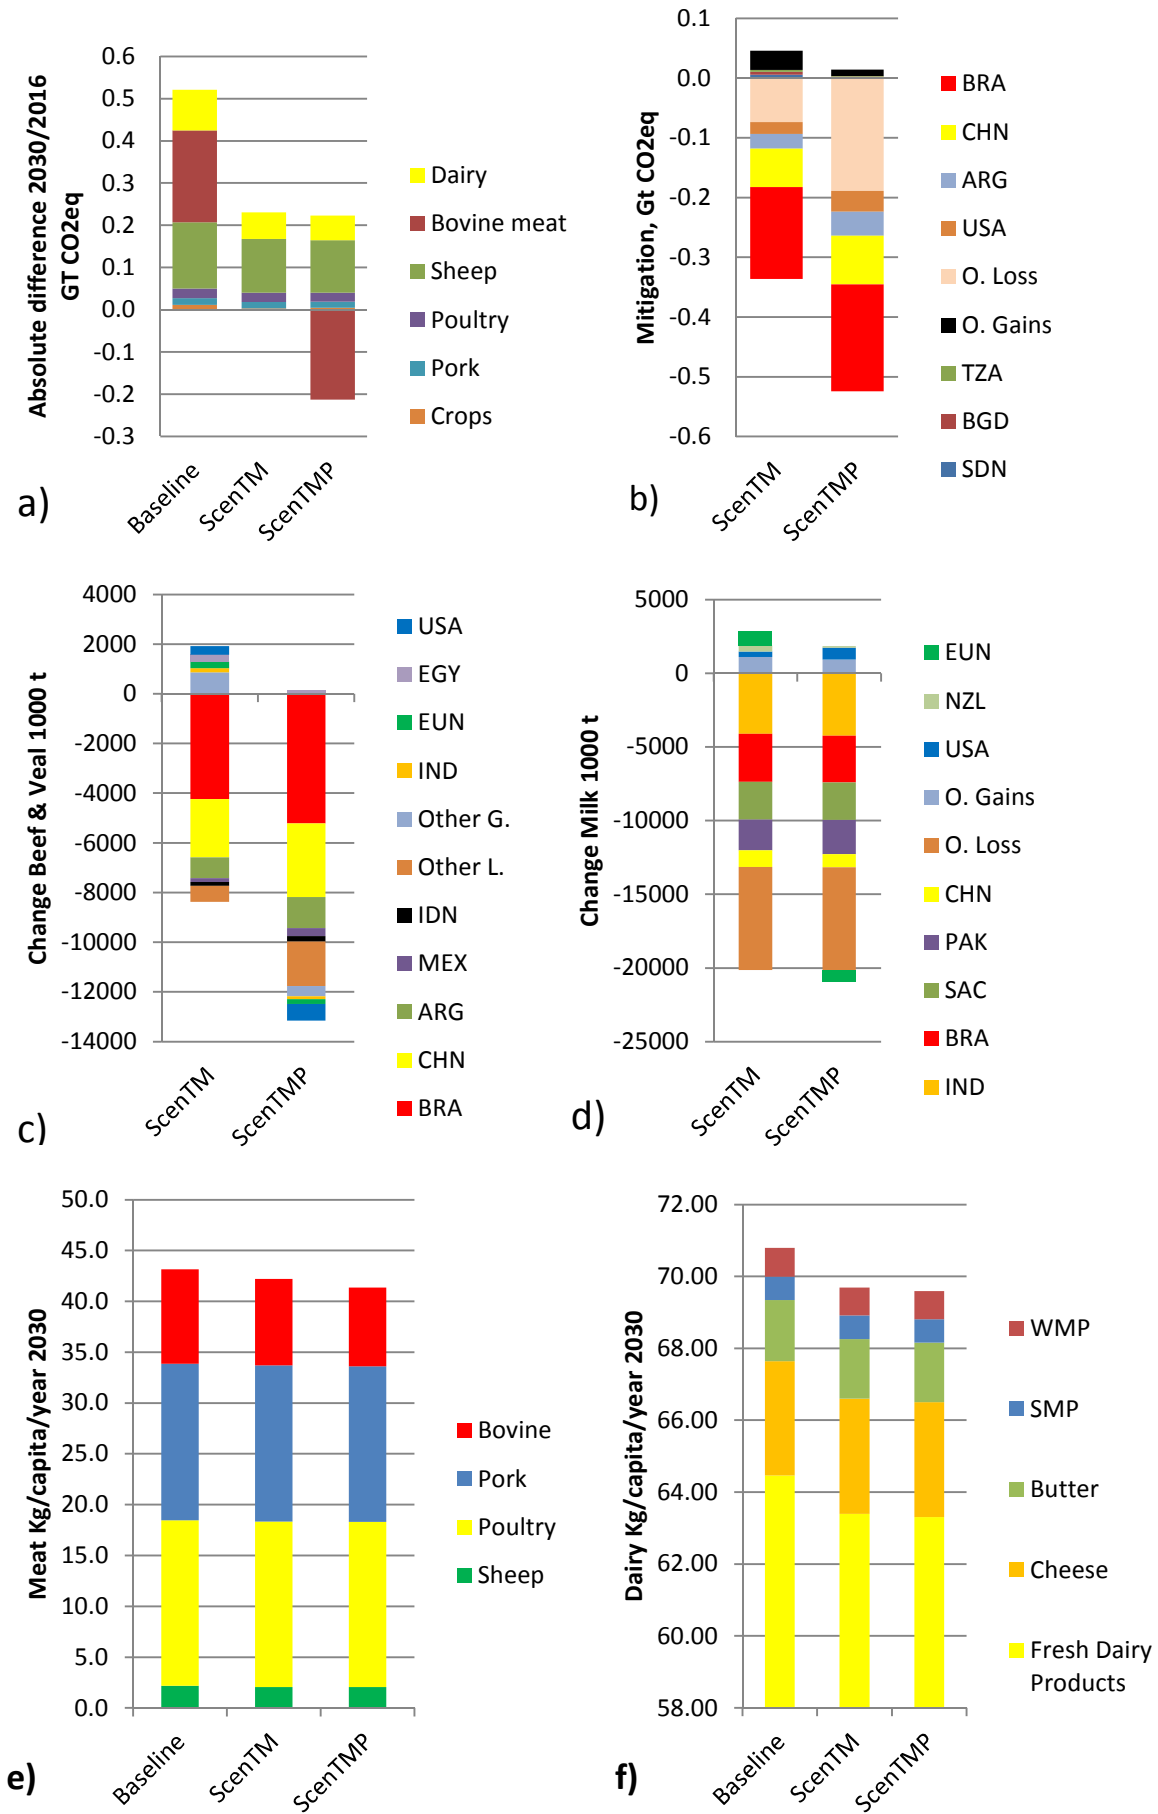 Absolute difference 2030/2016
GT CO2eq
0.6
0.5
0.4
0.3
0.2
0.1
0.0
-0.1
-0.2
-0.3
Baseline
ScenTM
ScenTMP
Dairy
Bovine meat
Sheep
Poultry
Pork
Crops
a)
Mitigation, Gt CO2eq
0.1
0.0
-0.1
-0.2
-0.3
-0.4
-0.5
-0.6
ScenTM
ScenTMP
BRA
CHN
ARG
USA
O. Loss
O. Gains
TZA
BGD
SDN
b)
Change Beef & Veal 1000 t
4000
2000
0
-2000
-4000
-6000
-8000
-10000
-12000
-14000
ScenTM
ScenTMP
USA
EGY
EUN
IND
Other G.
Other L.
IDN
MEX
ARG
CHN
BRA
c)
Change Milk 1000 t
5000
0
-5000
-10000
-15000
-20000
-25000
ScenTM
ScenTMP
EUN
NZL
USA
O. Gains
O. Loss
CHN
PAK
SAC
BRA
IND
d)
Meat Kg/capita/year 2030
50.0
45.0
40.0
35.0
30.0
25.0
20.0
15.0
10.0
5.0
0.0
Baseline
ScenTM
ScenTMP
Bovine
Pork
Poultry
Sheep
e)
Dairy Kg/capita/year 2030
72.00
70.00
68.00
66.00
64.00
62.00
60.00
58.00
Baseline
ScenTM
ScenTMP
WMP
SMP
Butter
Cheese
Fresh Dairy
Products
f)